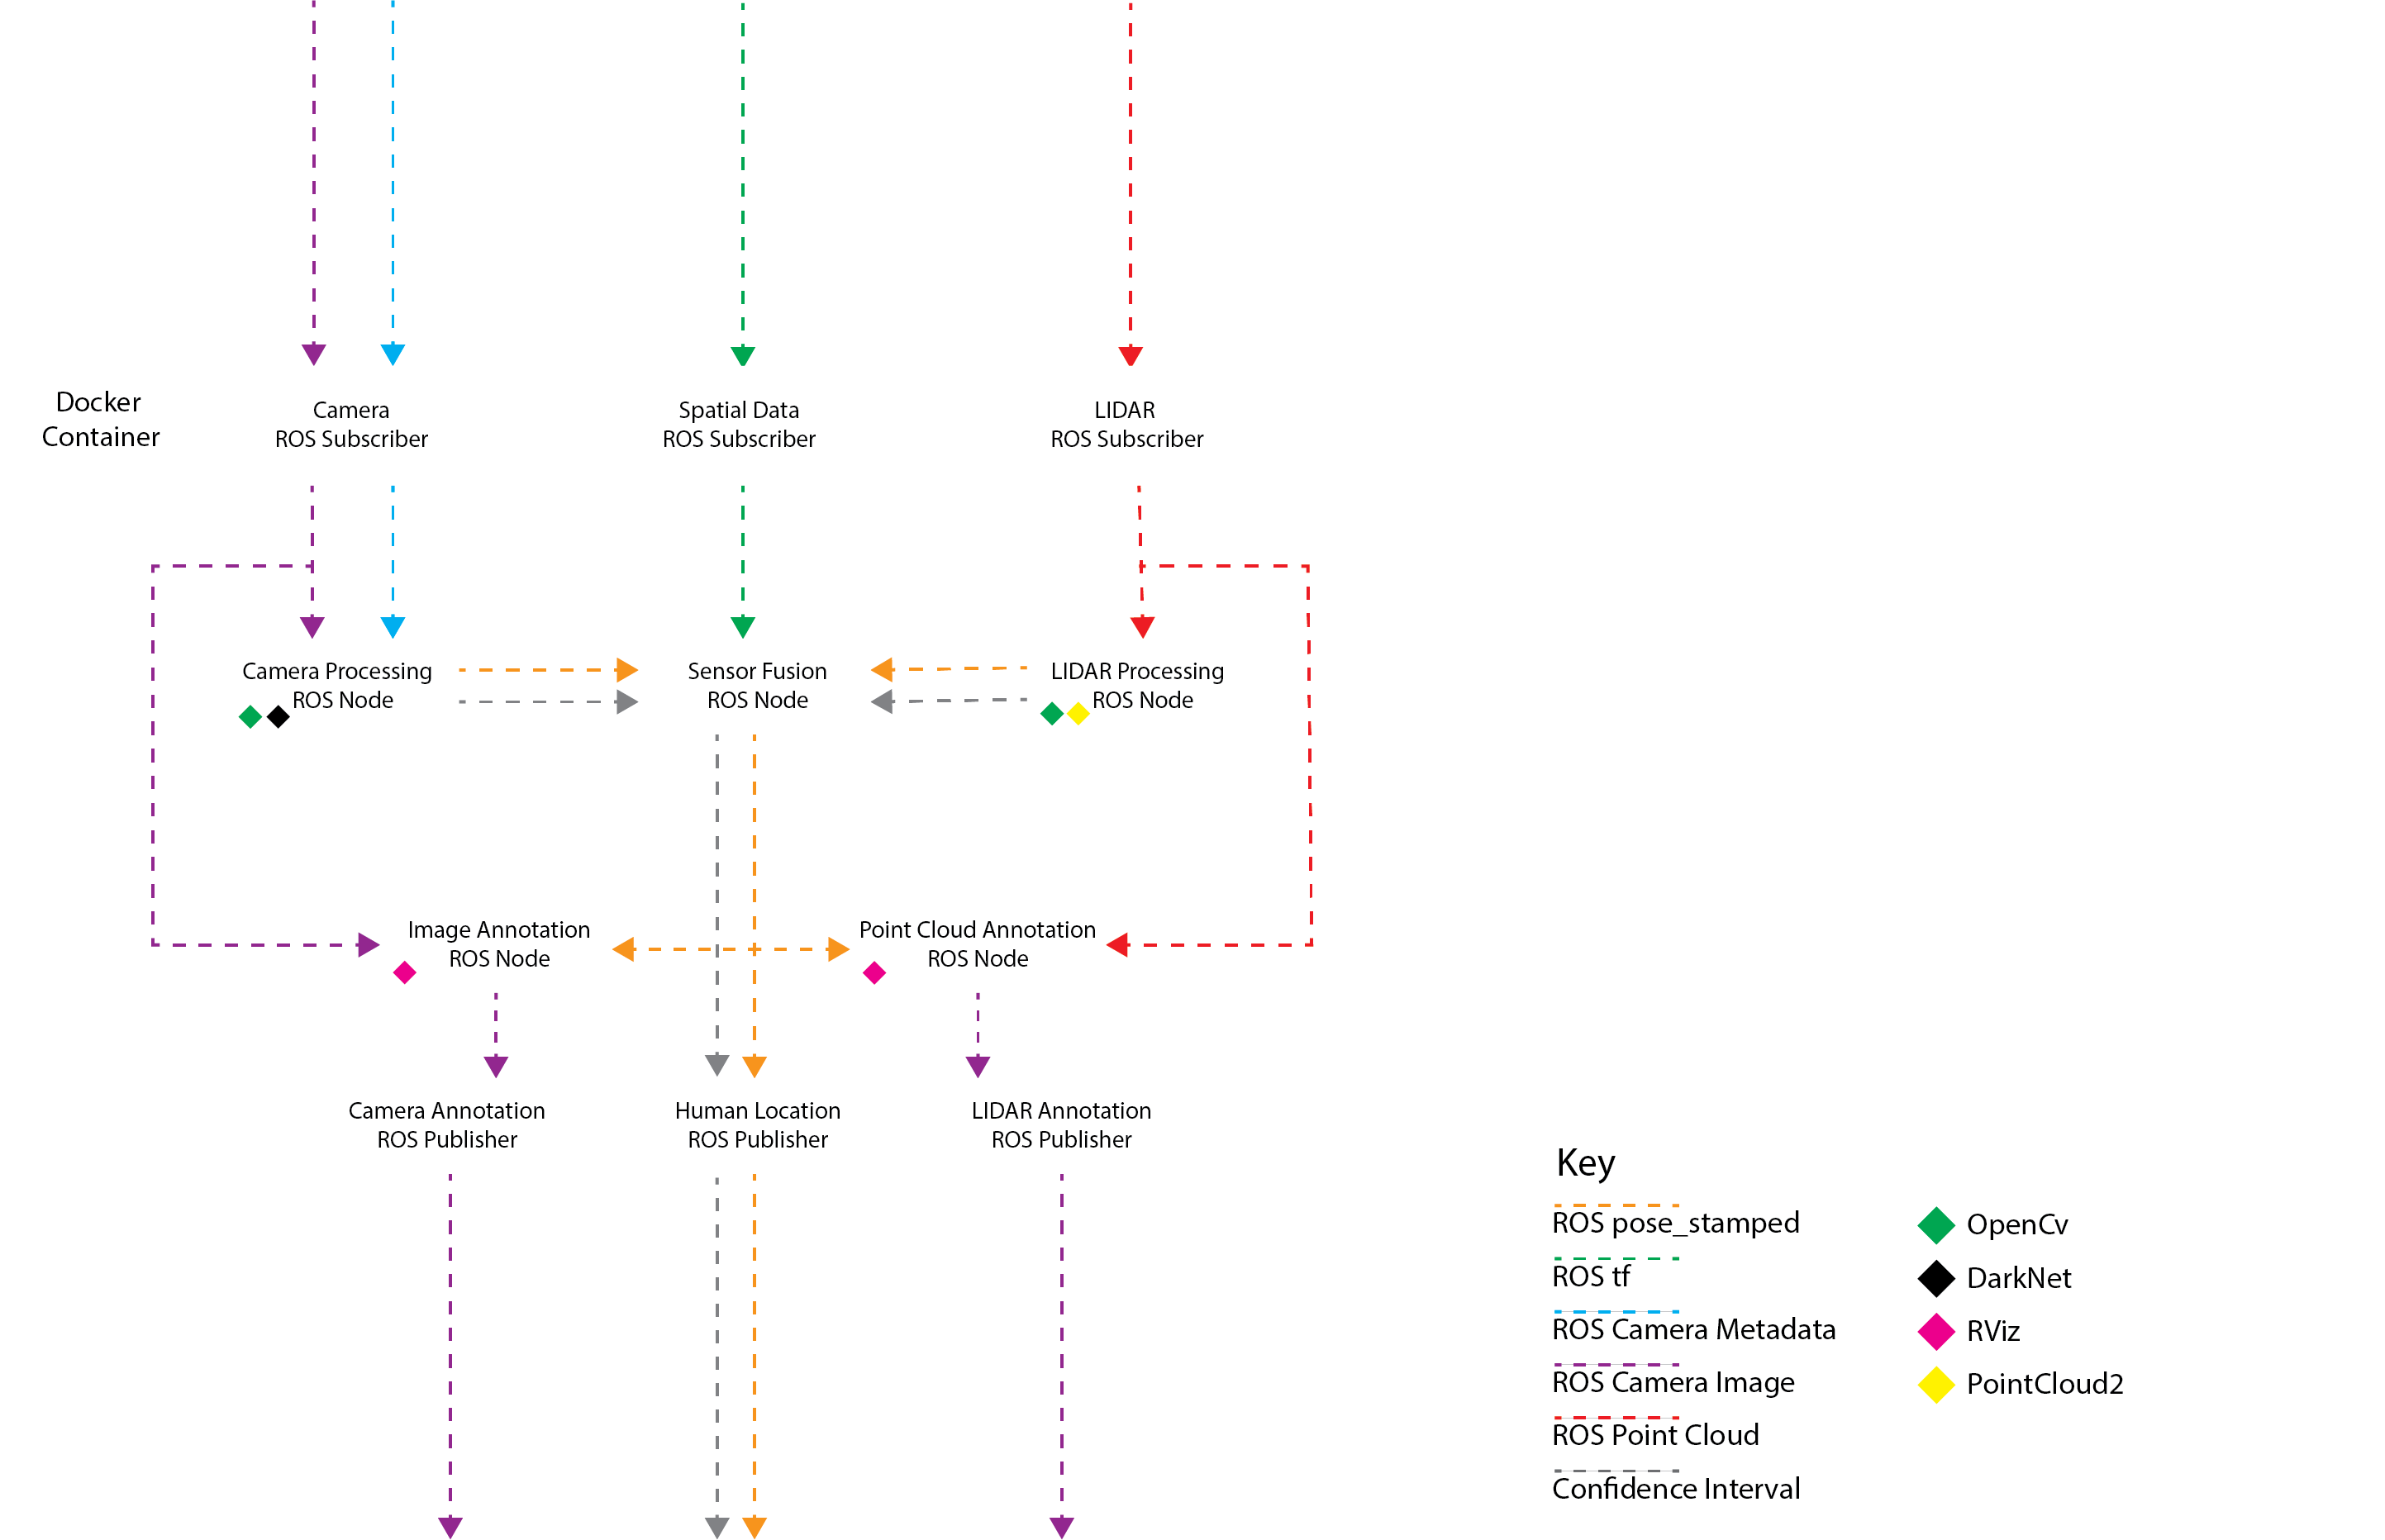 Docker
Container
Camera
ROS Subscriber
Spatial Data
ROS Subscriber
LIDAR
ROS Subscriber
Camera Processing
ROS Node
Sensor Fusion
ROS Node
LIDAR Processing
ROS Node
Image Annotation
ROS Node
Point Cloud Annotation
ROS Node
Camera Annotation
ROS Publisher
Human Location
ROS Publisher
LIDAR Annotation
ROS Publisher
Key
ROS pose_stamped
ROS tf
ROS Camera Metadata
ROS Camera Image
ROS Point Cloud
Confidence Interval
OpenCv
DarkNet
RViz
PointCloud2